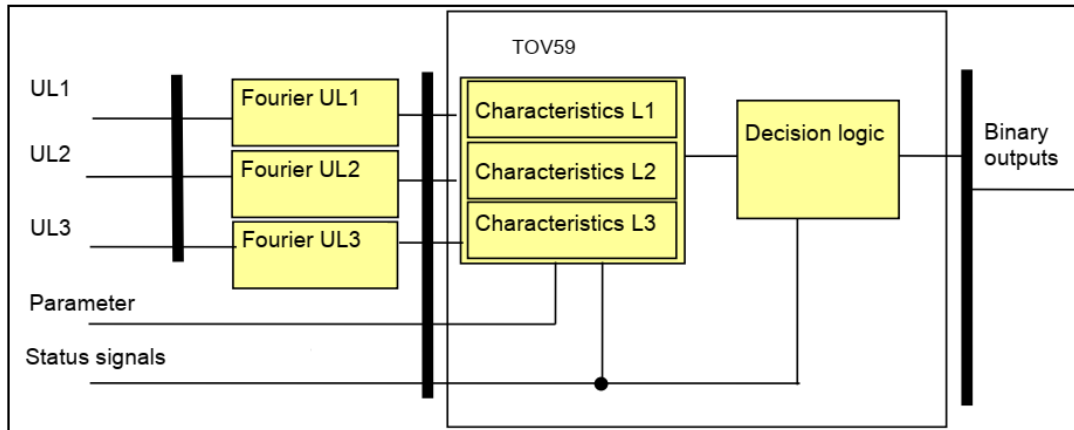 TOV59
UL1
Fourier UL1
Characteristics L1
Decision logic
Binary
outputs
UL2
Fourier UL2
Characteristics L2
UL3
Fourier UL3
Characteristics L3
Parameter
Status signals